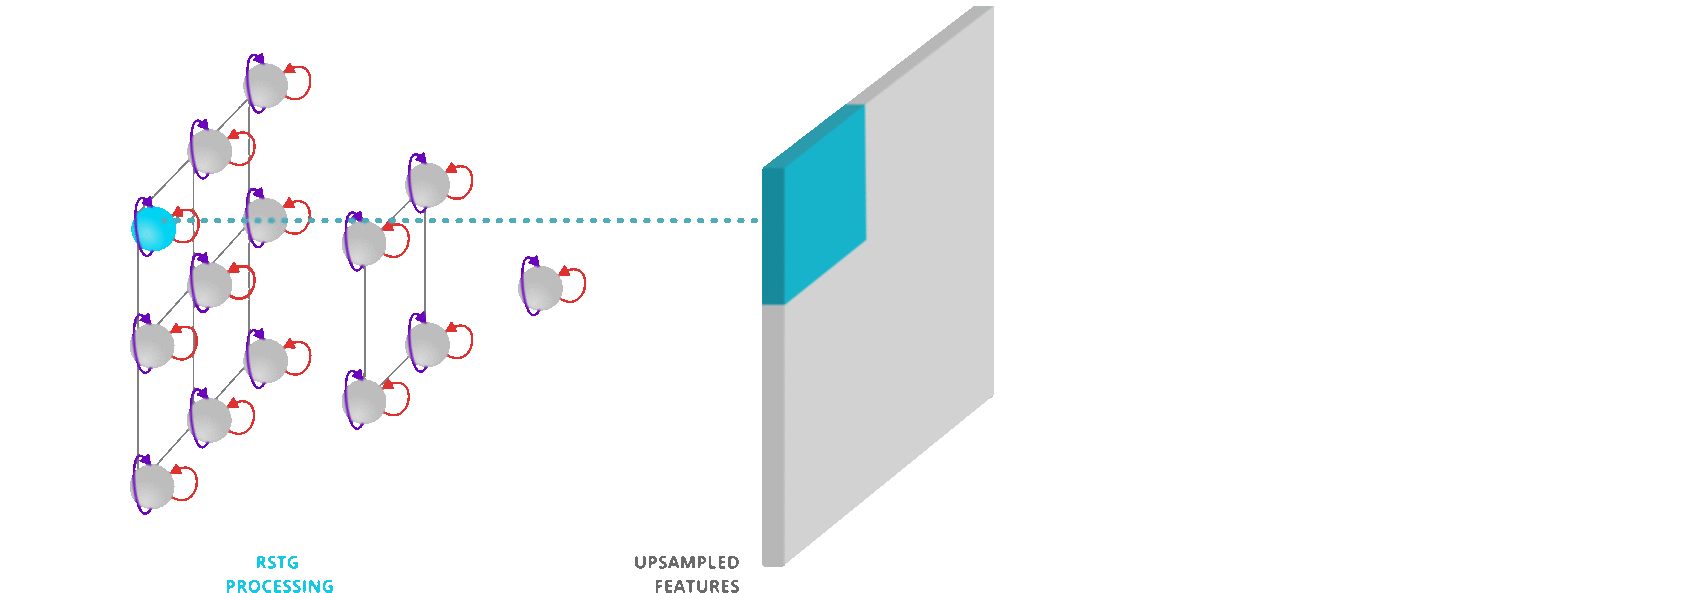 RSTG
PROCESSING
UPSAMPLED
FEATURES